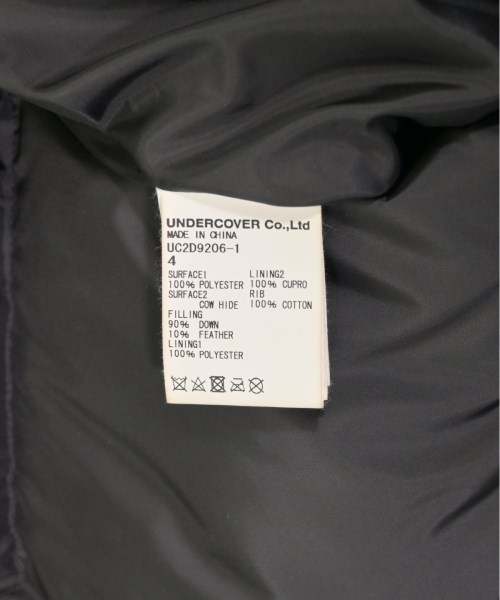 UNDERCOVER Co.,Ltd
MADE IN CHINA
UC2D9206-1
4
SURFACE1 LINING2
100% POLYESTER 100% CUPRO
SURFACE2 RIB
COW HIDE 100% COTTON
FILLING
90% DOWN
10% FEATHER
LINING1
100% POLYESTER